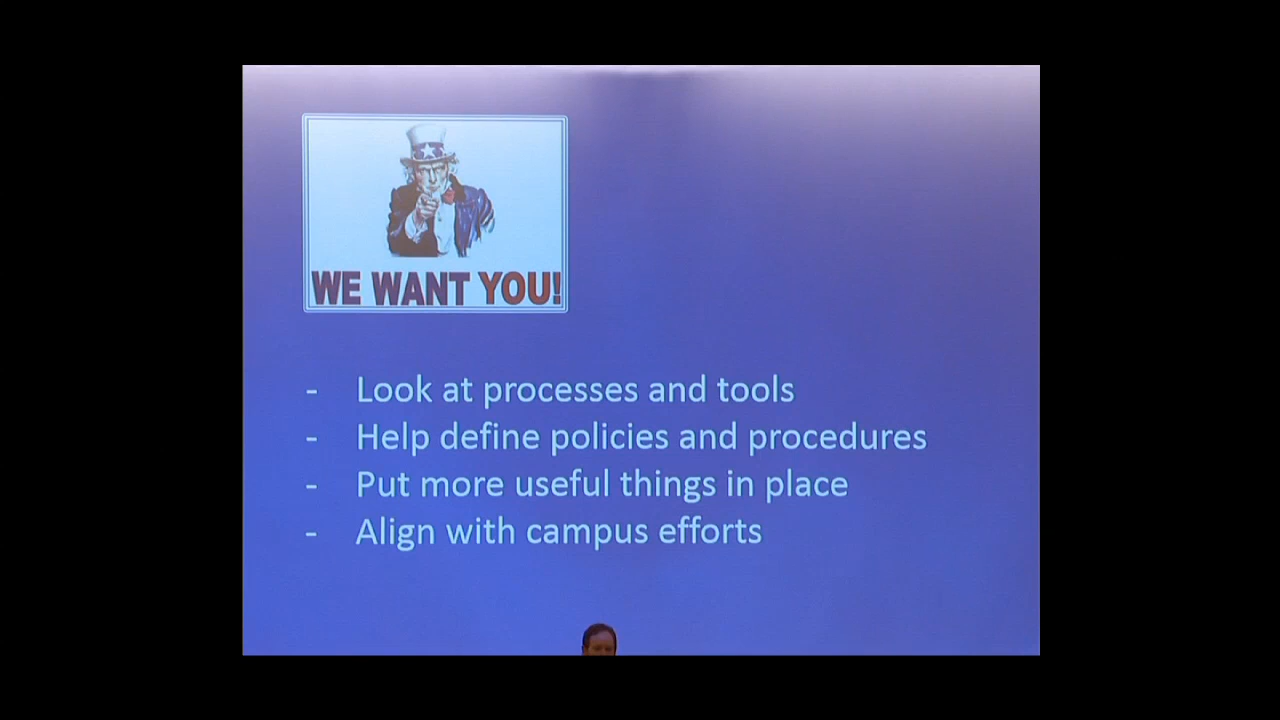 WE WANT YOU!
- Look at processes and tools
- Help define policies and procedures
- Put more useful things in place
- Align with campus efforts